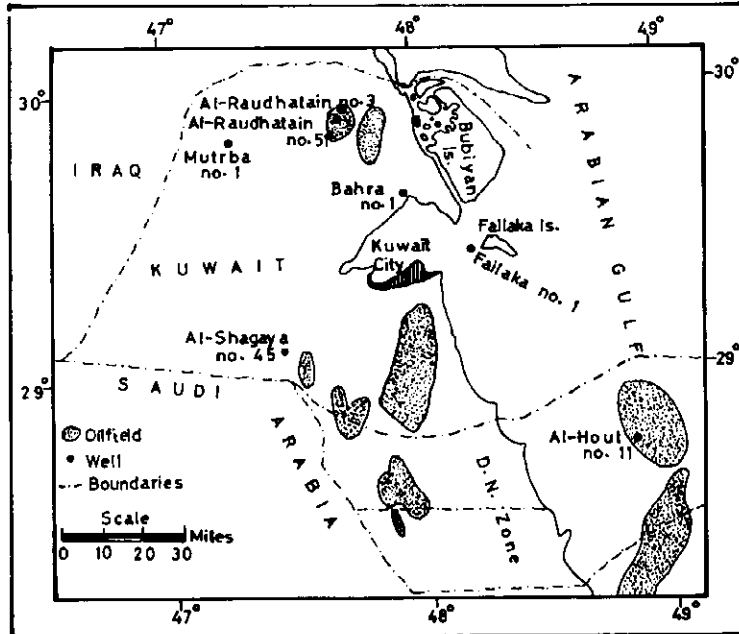 47°
48°
49°
30°
30°
Al-Raudhatain no. 3
Al-Raudhatain
no. 51
Mutrba
no. 1
IRAQ
Bubiyan
Is.
ARABIAN GULF
Bahra
no. 1
Failaka Is.
Failaka no. 1
Kuwait
City
KUWAIT
Al-Shagaya
no. 45
29°
29°
SAUDI
ARABIA
Al-Hout
no. 11
D.N. Zone
Oilfield
Well
Boundaries
Scale
0 10 20 30 Miles
47°
48°
49°